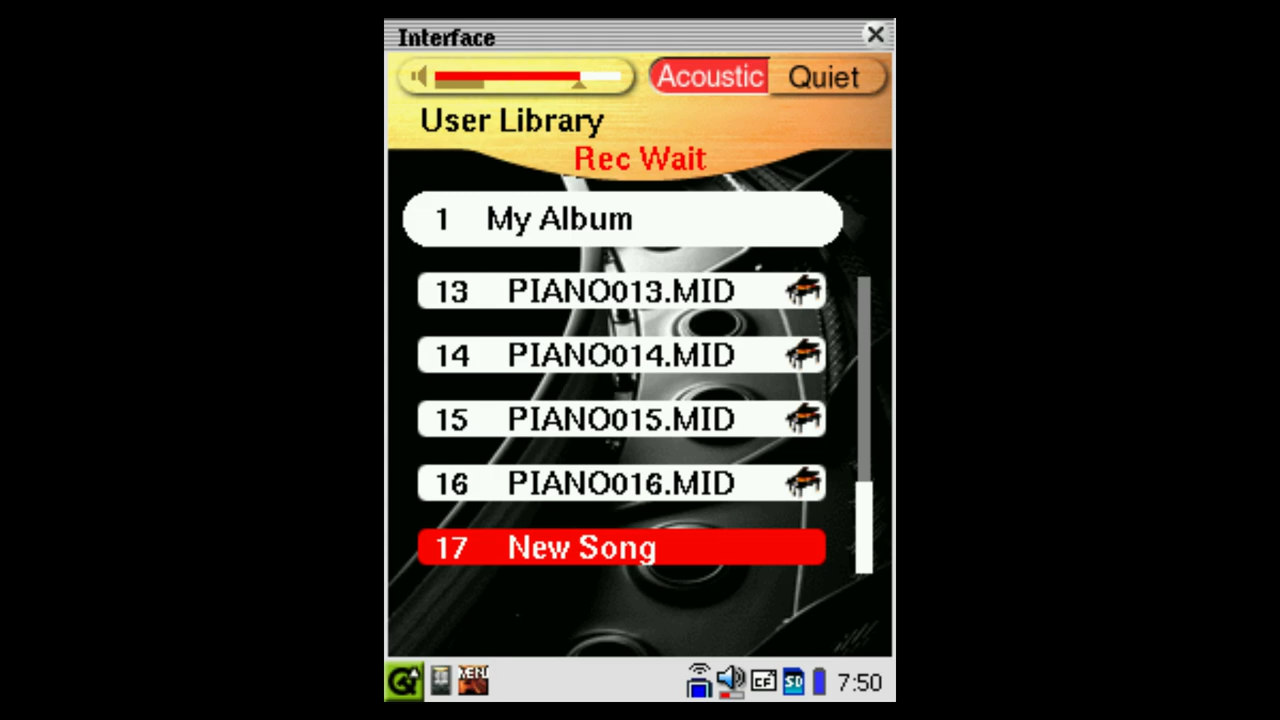 Interface
Acoustic Quiet
User Library
Rec Wait
1 My Album
13 PIANO013.MID
14 PIANO014.MID
15 PIANO015.MID
16 PIANO016.MID
17 New Song
CF SD 7:50